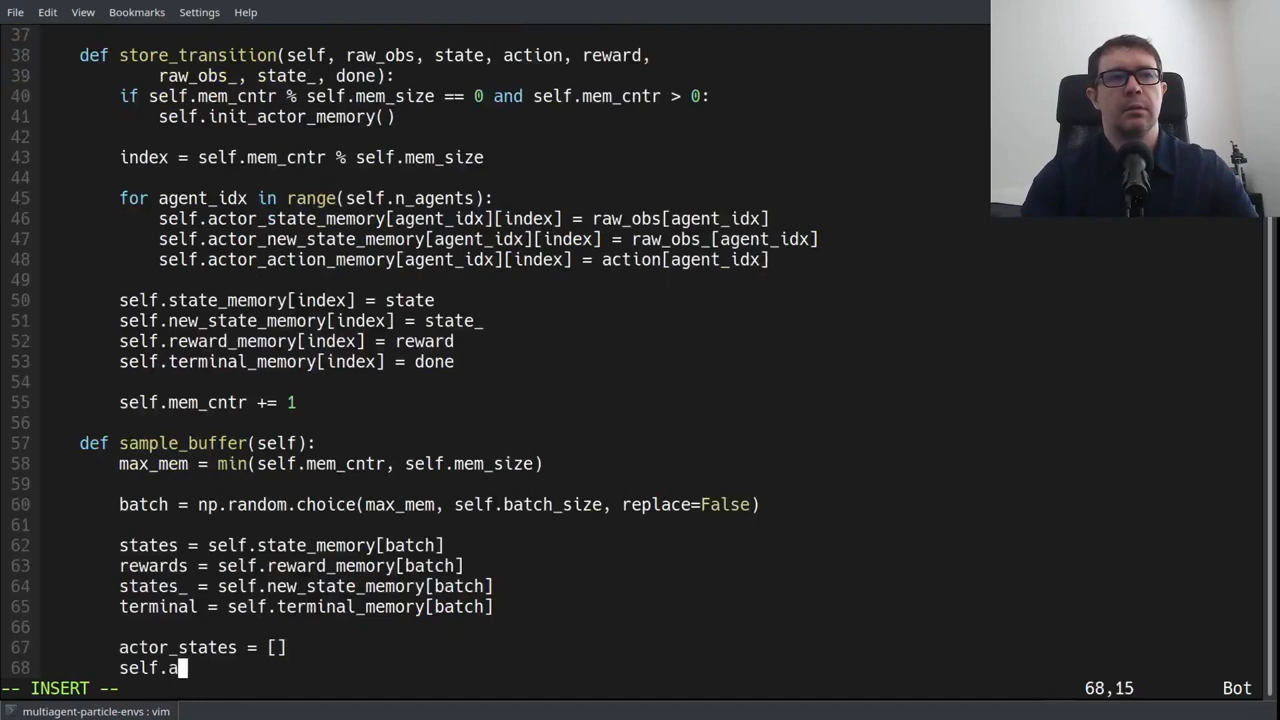 File Edit View Bookmarks Settings Help
37
38 def store_transition(self, raw_obs, state, action, reward,
39 raw_obs_, state_, done):
40 if self.mem_cntr % self.mem_size == 0 and self.mem_cntr > 0:
41 self.init_actor_memory()
42
43 index = self.mem_cntr % self.mem_size
44
45 for agent_idx in range(self.n_agents):
46 self.actor_state_memory[agent_idx][index] = raw_obs[agent_idx]
47 self.actor_new_state_memory[agent_idx][index] = raw_obs_[agent_idx]
48 self.actor_action_memory[agent_idx][index] = action[agent_idx]
49
50 self.state_memory[index] = state
51 self.new_state_memory[index] = state_
52 self.reward_memory[index] = reward
53 self.terminal_memory[index] = done
54
55 self.mem_cntr += 1
56
57 def sample_buffer(self):
58 max_mem = min(self.mem_cntr, self.mem_size)
59
60 batch = np.random.choice(max_mem, self.batch_size, replace=False)
61
62 states = self.state_memory[batch]
63 rewards = self.reward_memory[batch]
64 states_ = self.new_state_memory[batch]
65 terminal = self.terminal_memory[batch]
66
67 actor_states = []
68 self.a
-- INSERT -- 68,15 Bot
multiagent-particle-envs : vim